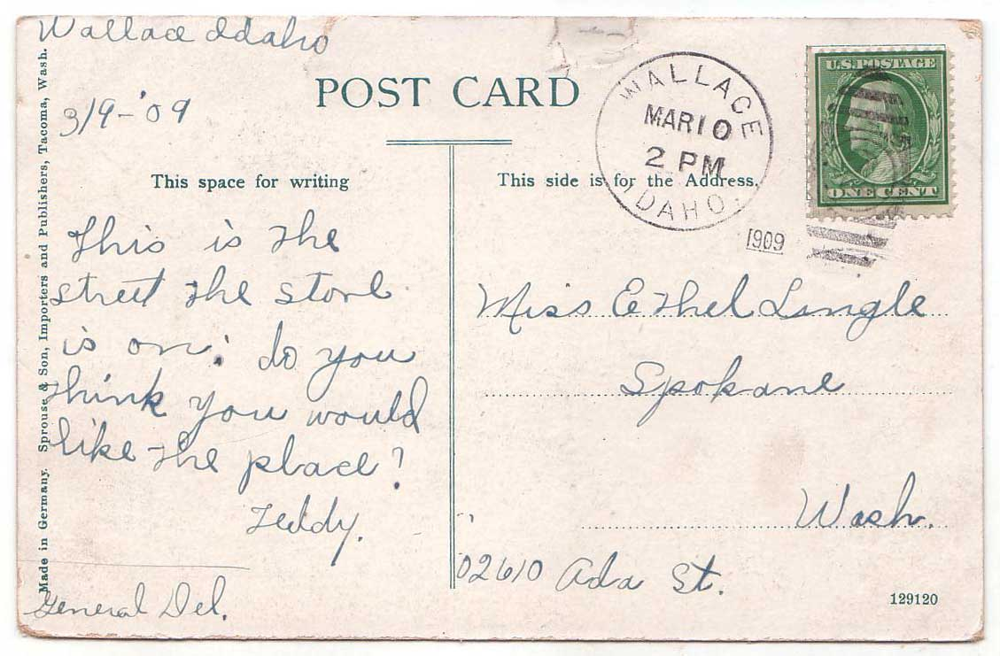 Wallace Idaho
3/9-'09
POST CARD
This space for writing
This is the
street the store
is on. do you
think you would
like the place?
Teddy.
General Del.
Made in Germany. Sprouse & Son, Importers and Publishers, Tacoma, Wash.
This side is for the Address.
WALLACE
MAR 10
2 PM
IDAHO.
1909
U.S. POSTAGE
ONE CENT
Miss Ethel Lingle
Spokane
Wash.
02610 Ada St.
129120